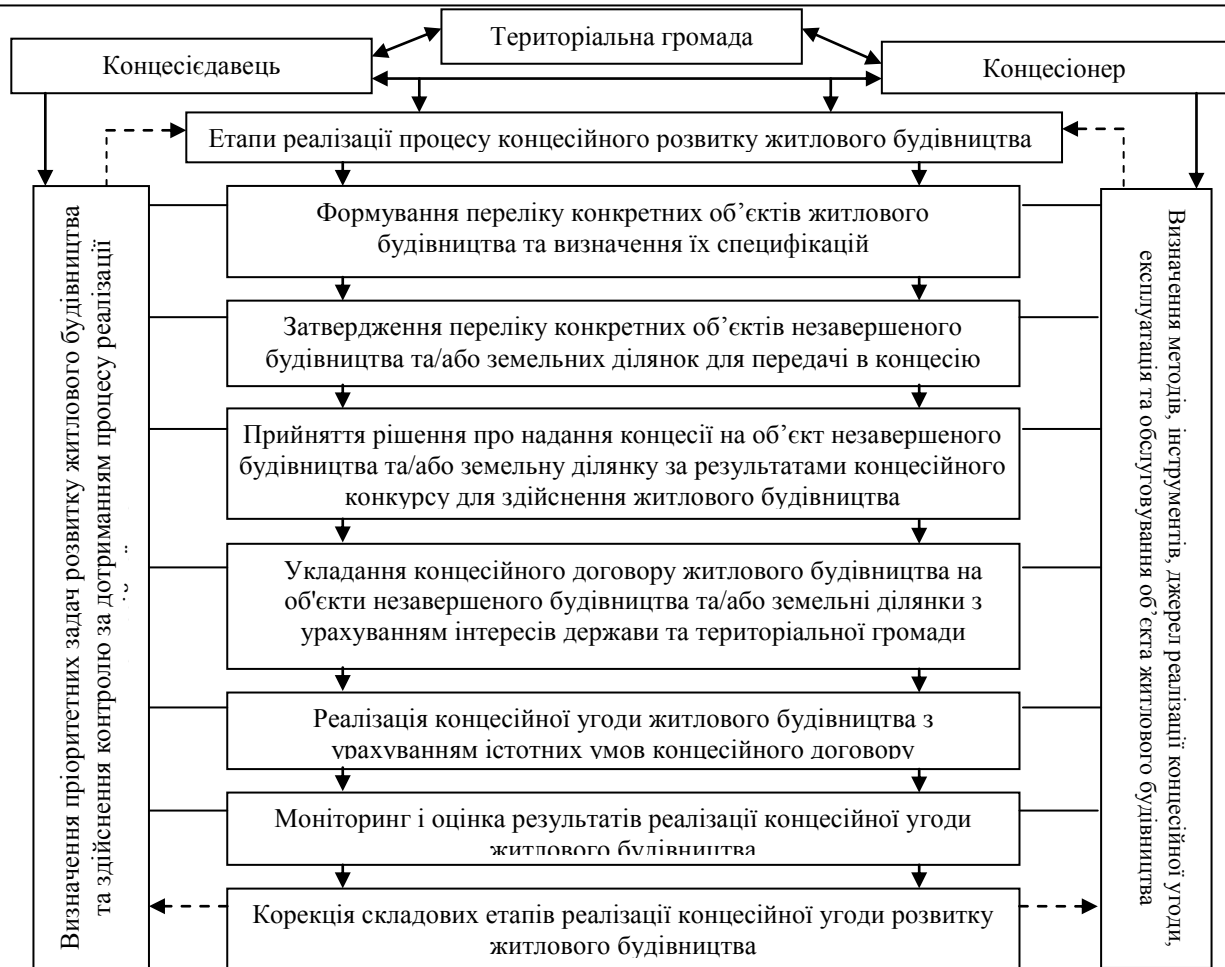 Територіальна громада
Концесієдавець
Концесіонер
Етапи реалізації процесу концесійного розвитку житлового будівництва
Формування переліку конкретних об’єктів житлового
будівництва та визначення їх специфікацій
Затвердження переліку конкретних об’єктів незавершеного
будівництва та/або земельних ділянок для передачі в концесію
Прийняття рішення про надання концесії на об’єкт незавершеного
будівництва та/або земельну ділянку за результатами концесійного
конкурсу для здійснення житлового будівництва
Укладання концесійного договору житлового будівництва на
об'єкти незавершеного будівництва та/або земельні ділянки з
урахуванням інтересів держави та територіальної громади
Реалізація концесійної угоди житлового будівництва з
урахуванням істотних умов концесійного договору
Моніторинг і оцінка результатів реалізації концесійної угоди
житлового будівництва
Корекція складових етапів реалізації концесійної угоди розвитку
житлового будівництва
Визначення пріоритетних задач розвитку житлового будівництва
та здійснення контролю за дотриманням процесу реалізації
Визначення методів, інструментів, джерел реалізації концесійної угоди,
експлуатація та обслуговування об’єкта житлового будівництва